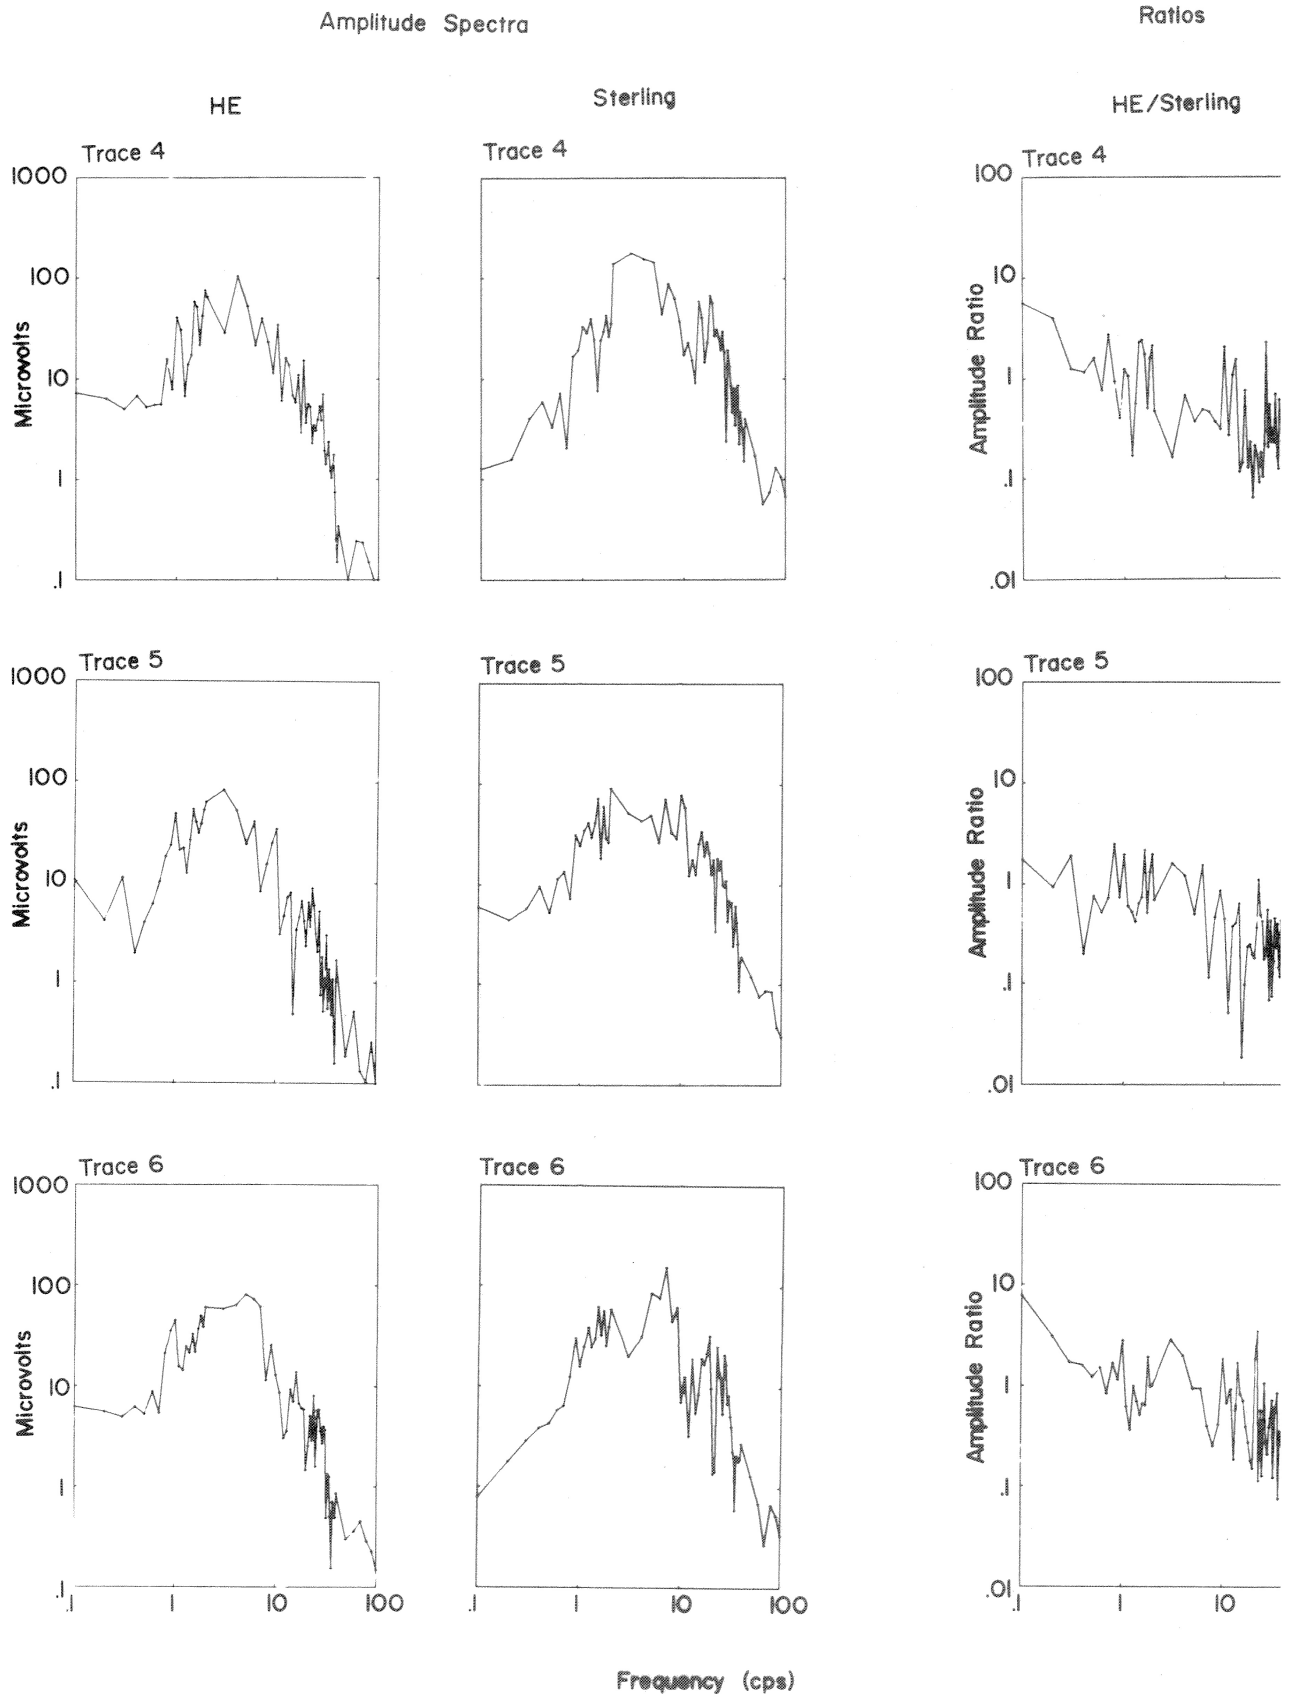 Amplitude Spectra
Ratios
HE
Sterling
HE/Sterling
Trace 4
Trace 4
Trace 4
1000
100
10
1
.1
Microvolts
100
10
1
.1
.01
Amplitude Ratio
Trace 5
Trace 5
Trace 5
1000
100
10
1
.1
Microvolts
100
10
1
.1
.01
Amplitude Ratio
Trace 6
Trace 6
Trace 6
1000
100
10
1
.1
Microvolts
100
10
1
.1
.01
Amplitude Ratio
.1 1 10 100
.1 1 10 100
.1 1 10
Frequency (cps)